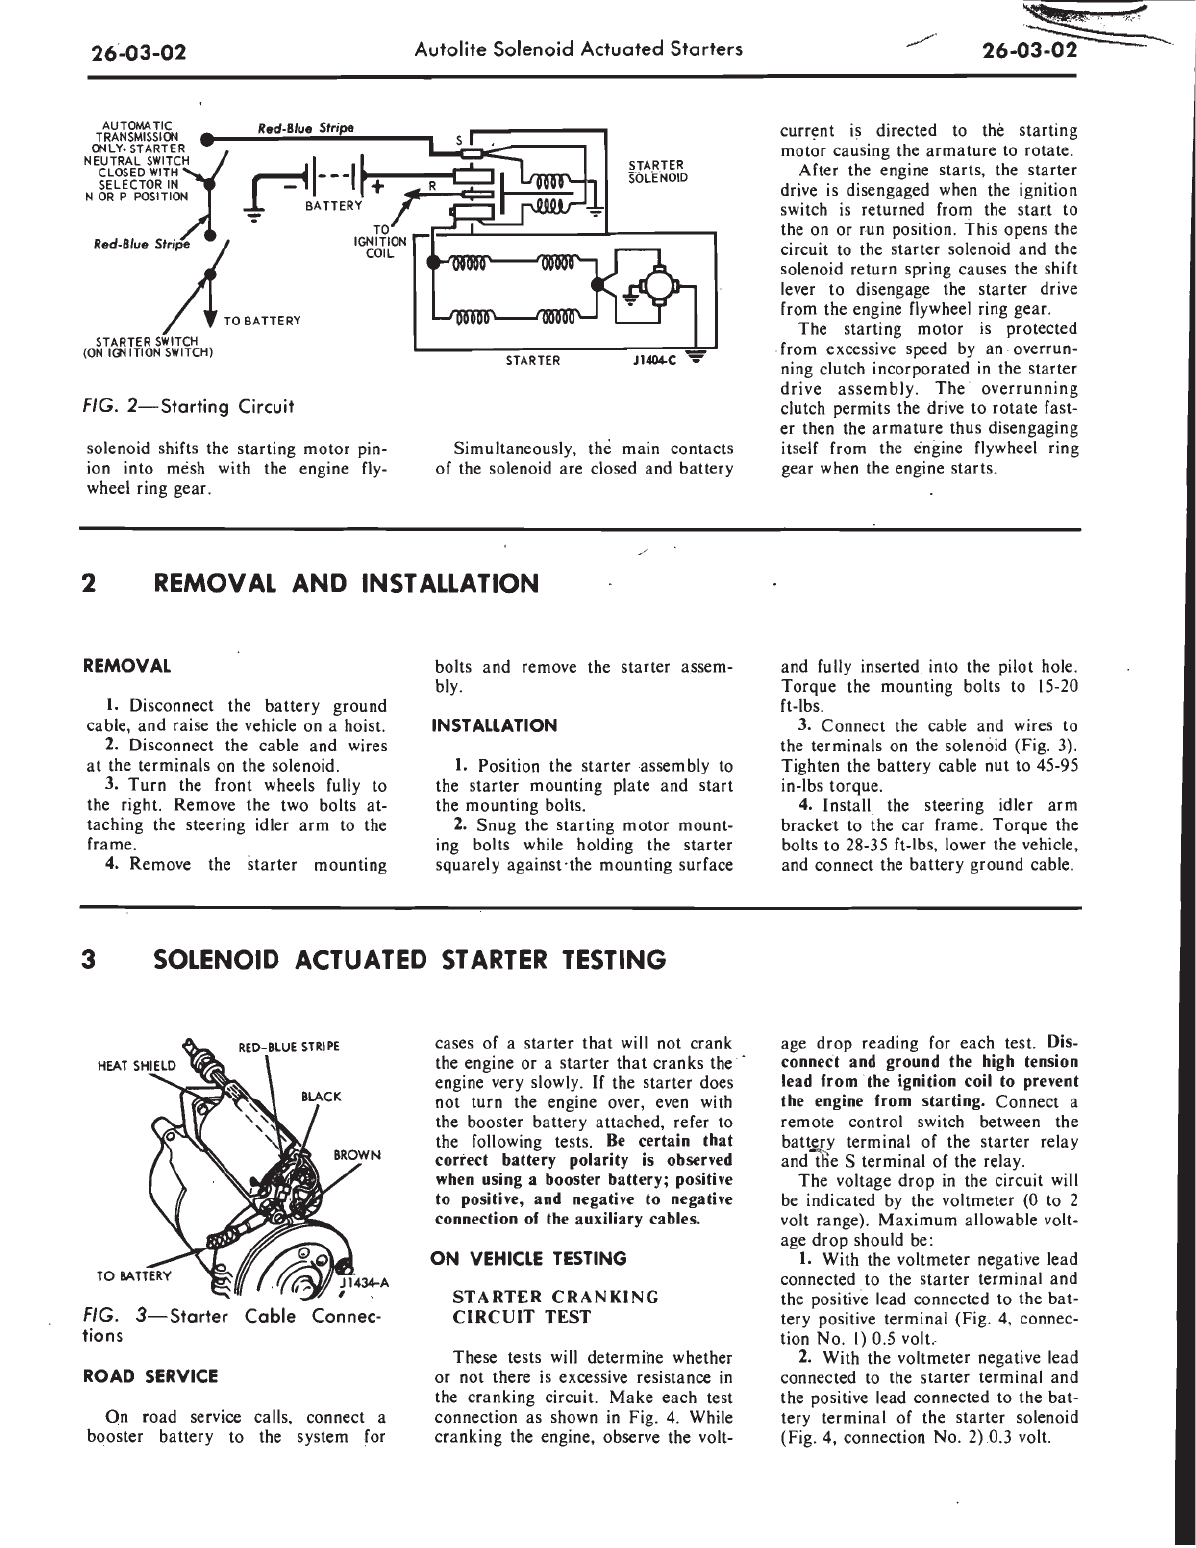 26-03-02
Autolite Solenoid Actuated Starters
26-03-02
AUTOMATIC
TRANSMISSION
ONLY-STARTER
NEUTRAL SWITCH
CLOSED WITH
SELECTOR IN
N OR P POSITION
Red-Blue Stripe
Red-Blue Stripe
BATTERY
S
R
TO
IGNITION
COIL
STARTER
SOLENOID
TO BATTERY
STARTER SWITCH
(ON IGNITION SWITCH)
STARTER
J1404-C
FIG. 2—Starting Circuit
solenoid shifts the starting motor pin-
ion into mesh with the engine fly-
wheel ring gear.
Simultaneously, the main contacts
of the solenoid are closed and battery
current is directed to the starting
motor causing the armature to rotate.
After the engine starts, the starter
drive is disengaged when the ignition
switch is returned from the start to
the on or run position. This opens the
circuit to the starter solenoid and the
solenoid return spring causes the shift
lever to disengage the starter drive
from the engine flywheel ring gear.
The starting motor is protected
from excessive speed by an overrun-
ning clutch incorporated in the starter
drive assembly. The overrunning
clutch permits the drive to rotate fast-
er then the armature thus disengaging
itself from the engine flywheel ring
gear when the engine starts.
2 REMOVAL AND INSTALLATION
REMOVAL
1. Disconnect the battery ground
cable, and raise the vehicle on a hoist.
2. Disconnect the cable and wires
at the terminals on the solenoid.
3. Turn the front wheels fully to
the right. Remove the two bolts at-
taching the steering idler arm to the
frame.
4. Remove the starter mounting
bolts and remove the starter assem-
bly.
INSTALLATION
1. Position the starter assembly to
the starter mounting plate and start
the mounting bolts.
2. Snug the starting motor mount-
ing bolts while holding the starter
squarely against the mounting surface
and fully inserted into the pilot hole.
Torque the mounting bolts to 15-20
ft-lbs.
3. Connect the cable and wires to
the terminals on the solenoid (Fig. 3).
Tighten the battery cable nut to 45-95
in-lbs torque.
4. Install the steering idler arm
bracket to the car frame. Torque the
bolts to 28-35 ft-lbs, lower the vehicle,
and connect the battery ground cable.
3 SOLENOID ACTUATED STARTER TESTING
HEAT SHIELD
RED-BLUE STRIPE
BLACK
BROWN
TO BATTERY
J1434-A
FIG. 3—Starter Cable Connec-
tions
ROAD SERVICE
On road service calls, connect a
booster battery to the system for
cases of a starter that will not crank
the engine or a starter that cranks the
engine very slowly. If the starter does
not turn the engine over, even with
the booster battery attached, refer to
the following tests. Be certain that
correct battery polarity is observed
when using a booster battery; positive
to positive, and negative to negative
connection of the auxiliary cables.
ON VEHICLE TESTING
STARTER CRANKING
CIRCUIT TEST
These tests will determine whether
or not there is excessive resistance in
the cranking circuit. Make each test
connection as shown in Fig. 4. While
cranking the engine, observe the volt-
age drop reading for each test. Dis-
connect and ground the high tension
lead from the ignition coil to prevent
the engine from starting. Connect a
remote control switch between the
battery terminal of the starter relay
and the S terminal of the relay.
The voltage drop in the circuit will
be indicated by the voltmeter (0 to 2
volt range). Maximum allowable volt-
age drop should be:
1. With the voltmeter negative lead
connected to the starter terminal and
the positive lead connected to the bat-
tery positive terminal (Fig. 4, connec-
tion No. 1) 0.5 volt.
2. With the voltmeter negative lead
connected to the starter terminal and
the positive lead connected to the bat-
tery terminal of the starter solenoid
(Fig. 4, connection No. 2) 0.3 volt.